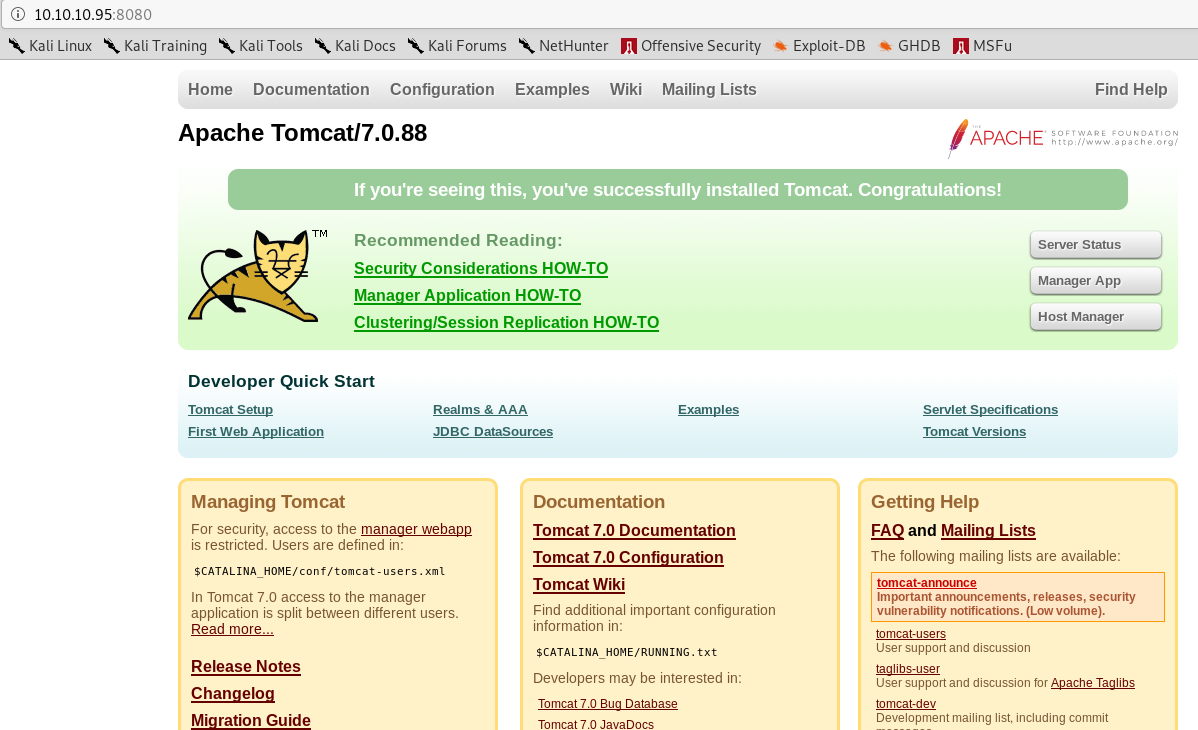 10.10.10.95:8080
Kali Linux Kali Training Kali Tools Kali Docs Kali Forums NetHunter Offensive Security Exploit-DB GHDB MSFu
Home Documentation Configuration Examples Wiki Mailing Lists Find Help
Apache Tomcat/7.0.88
THE APACHE SOFTWARE FOUNDATION
http://www.apache.org/
If you're seeing this, you've successfully installed Tomcat. Congratulations!
TM
Recommended Reading:
Security Considerations HOW-TO
Manager Application HOW-TO
Clustering/Session Replication HOW-TO
Server Status
Manager App
Host Manager
Developer Quick Start
Tomcat Setup Realms & AAA Examples Servlet Specifications
First Web Application JDBC DataSources Tomcat Versions
Managing Tomcat
For security, access to the manager webapp
is restricted. Users are defined in:
$CATALINA_HOME/conf/tomcat-users.xml
In Tomcat 7.0 access to the manager
application is split between different users.
Read more...
Release Notes
Changelog
Migration Guide
Documentation
Tomcat 7.0 Documentation
Tomcat 7.0 Configuration
Tomcat Wiki
Find additional important configuration
information in:
$CATALINA_HOME/RUNNING.txt
Developers may be interested in:
Tomcat 7.0 Bug Database
Tomcat 7.0 JavaDocs
Getting Help
FAQ and Mailing Lists
The following mailing lists are available:
tomcat-announce
Important announcements, releases, security
vulnerability notifications. (Low volume).
tomcat-users
User support and discussion
taglibs-user
User support and discussion for Apache Taglibs
tomcat-dev
Development mailing list, including commit